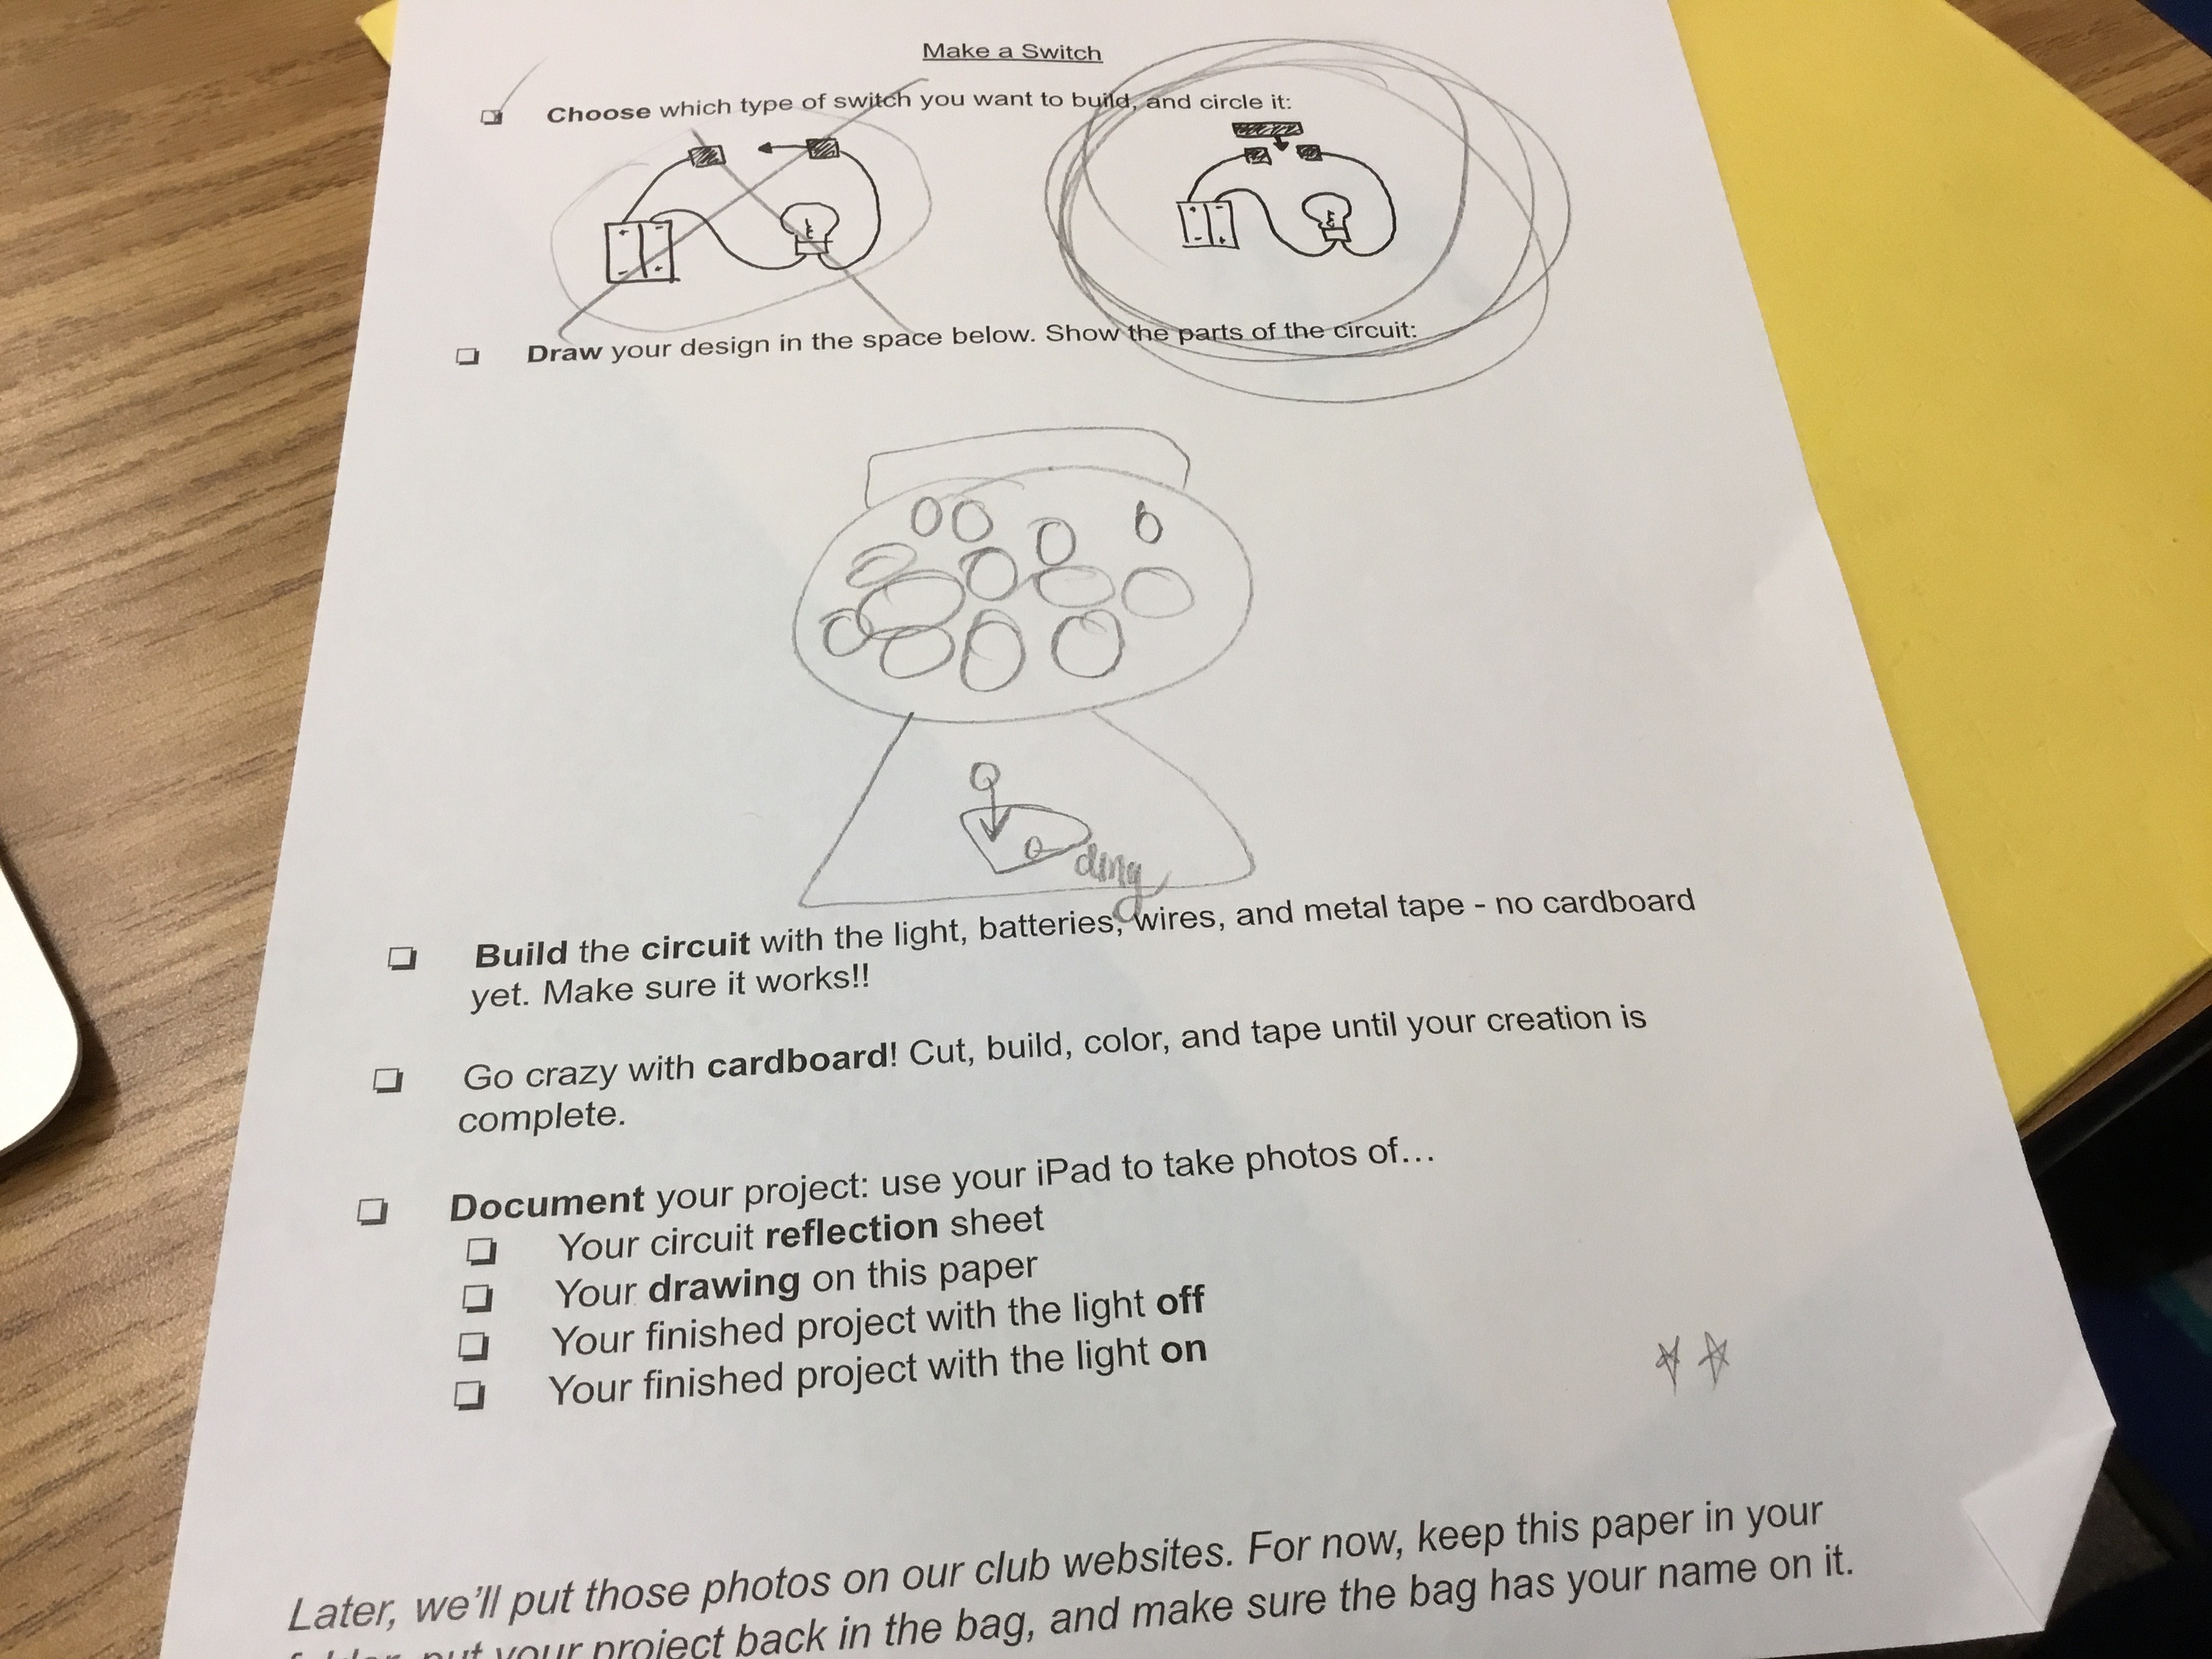 Make a Switch
Choose which type of switch you want to build, and circle it:
Draw your design in the space below. Show the parts of the circuit:
ding
Build the circuit with the light, batteries, wires, and metal tape - no cardboard
yet. Make sure it works!!
Go crazy with cardboard! Cut, build, color, and tape until your creation is
complete.
Document your project: use your iPad to take photos of...
Your circuit reflection sheet
Your drawing on this paper
Your finished project with the light off
Your finished project with the light on
Later, we'll put those photos on our club websites. For now, keep this paper in your
put your project back in the bag, and make sure the bag has your name on it.